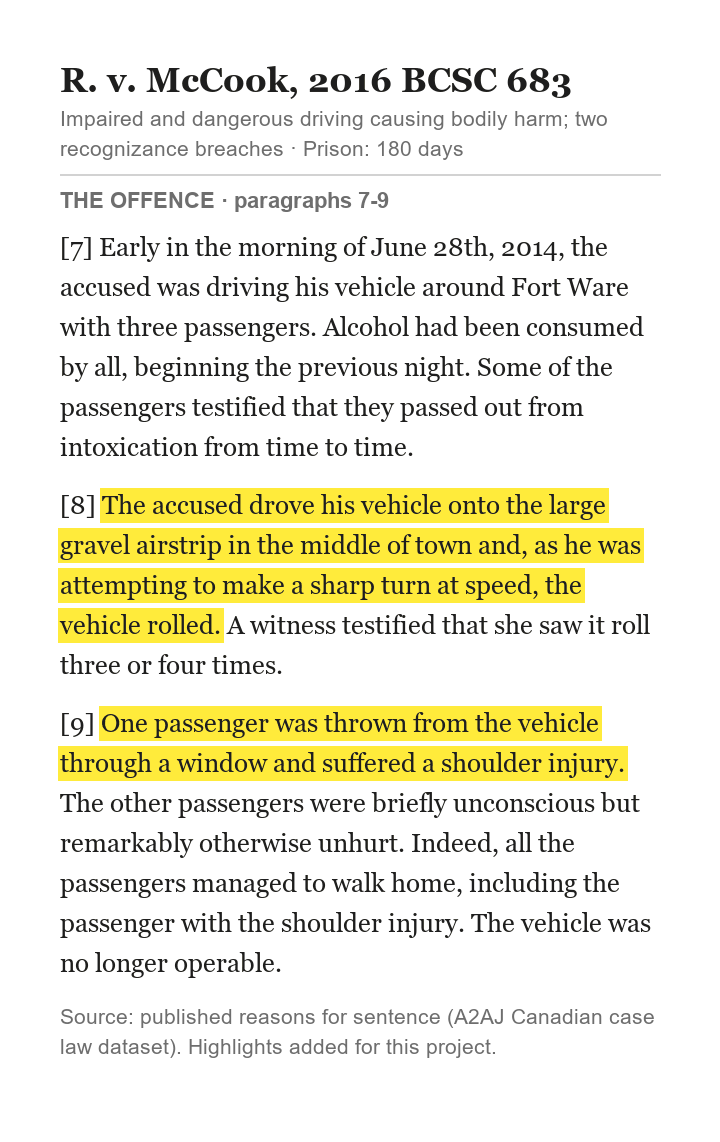 R. v. McCook, 2016 BCSC 683
Impaired and dangerous driving causing bodily harm; two
recognizance breaches · Prison: 180 days
THE OFFENCE · paragraphs 7-9
[7] Early in the morning of June 28th, 2014, the
accused was driving his vehicle around Fort Ware
with three passengers. Alcohol had been consumed
by all, beginning the previous night. Some of the
passengers testified that they passed out from
intoxication from time to time.
[8] The accused drove his vehicle onto the large
gravel airstrip in the middle of town and, as he was
attempting to make a sharp turn at speed, the
vehicle rolled. A witness testified that she saw it roll
three or four times.
[9] One passenger was thrown from the vehicle
through a window and suffered a shoulder injury.
The other passengers were briefly unconscious but
remarkably otherwise unhurt. Indeed, all the
passengers managed to walk home, including the
passenger with the shoulder injury. The vehicle was
no longer operable.
Source: published reasons for sentence (A2AJ Canadian case
law dataset). Highlights added for this project.